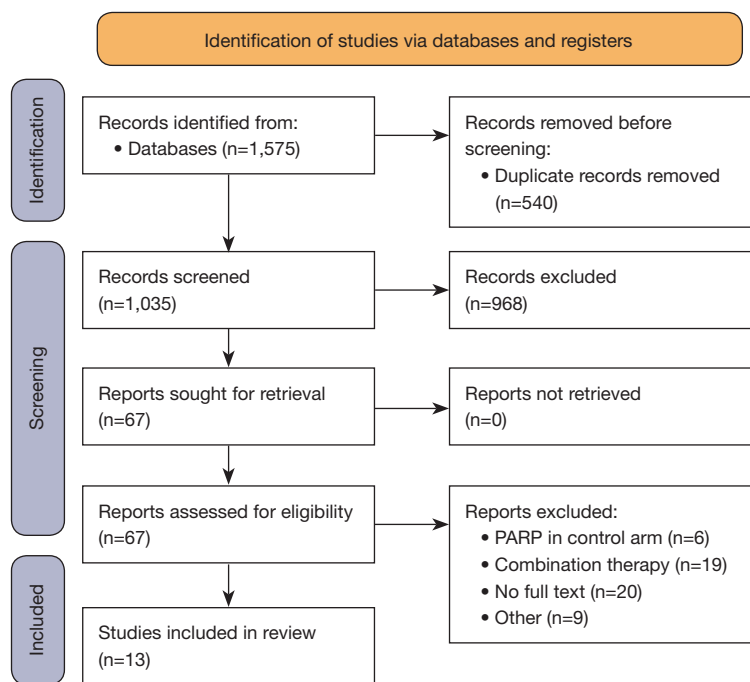 Identification of studies via databases and registers
Identification
Records identified from:
• Databases (n=1,575)
Records removed before
screening:
• Duplicate records removed
(n=540)
Screening
Records screened
(n=1,035)
Records excluded
(n=968)
Reports sought for retrieval
(n=67)
Reports not retrieved
(n=0)
Reports assessed for eligibility
(n=67)
Reports excluded:
• PARP in control arm (n=6)
• Combination therapy (n=19)
• No full text (n=20)
• Other (n=9)
Included
Studies included in review
(n=13)